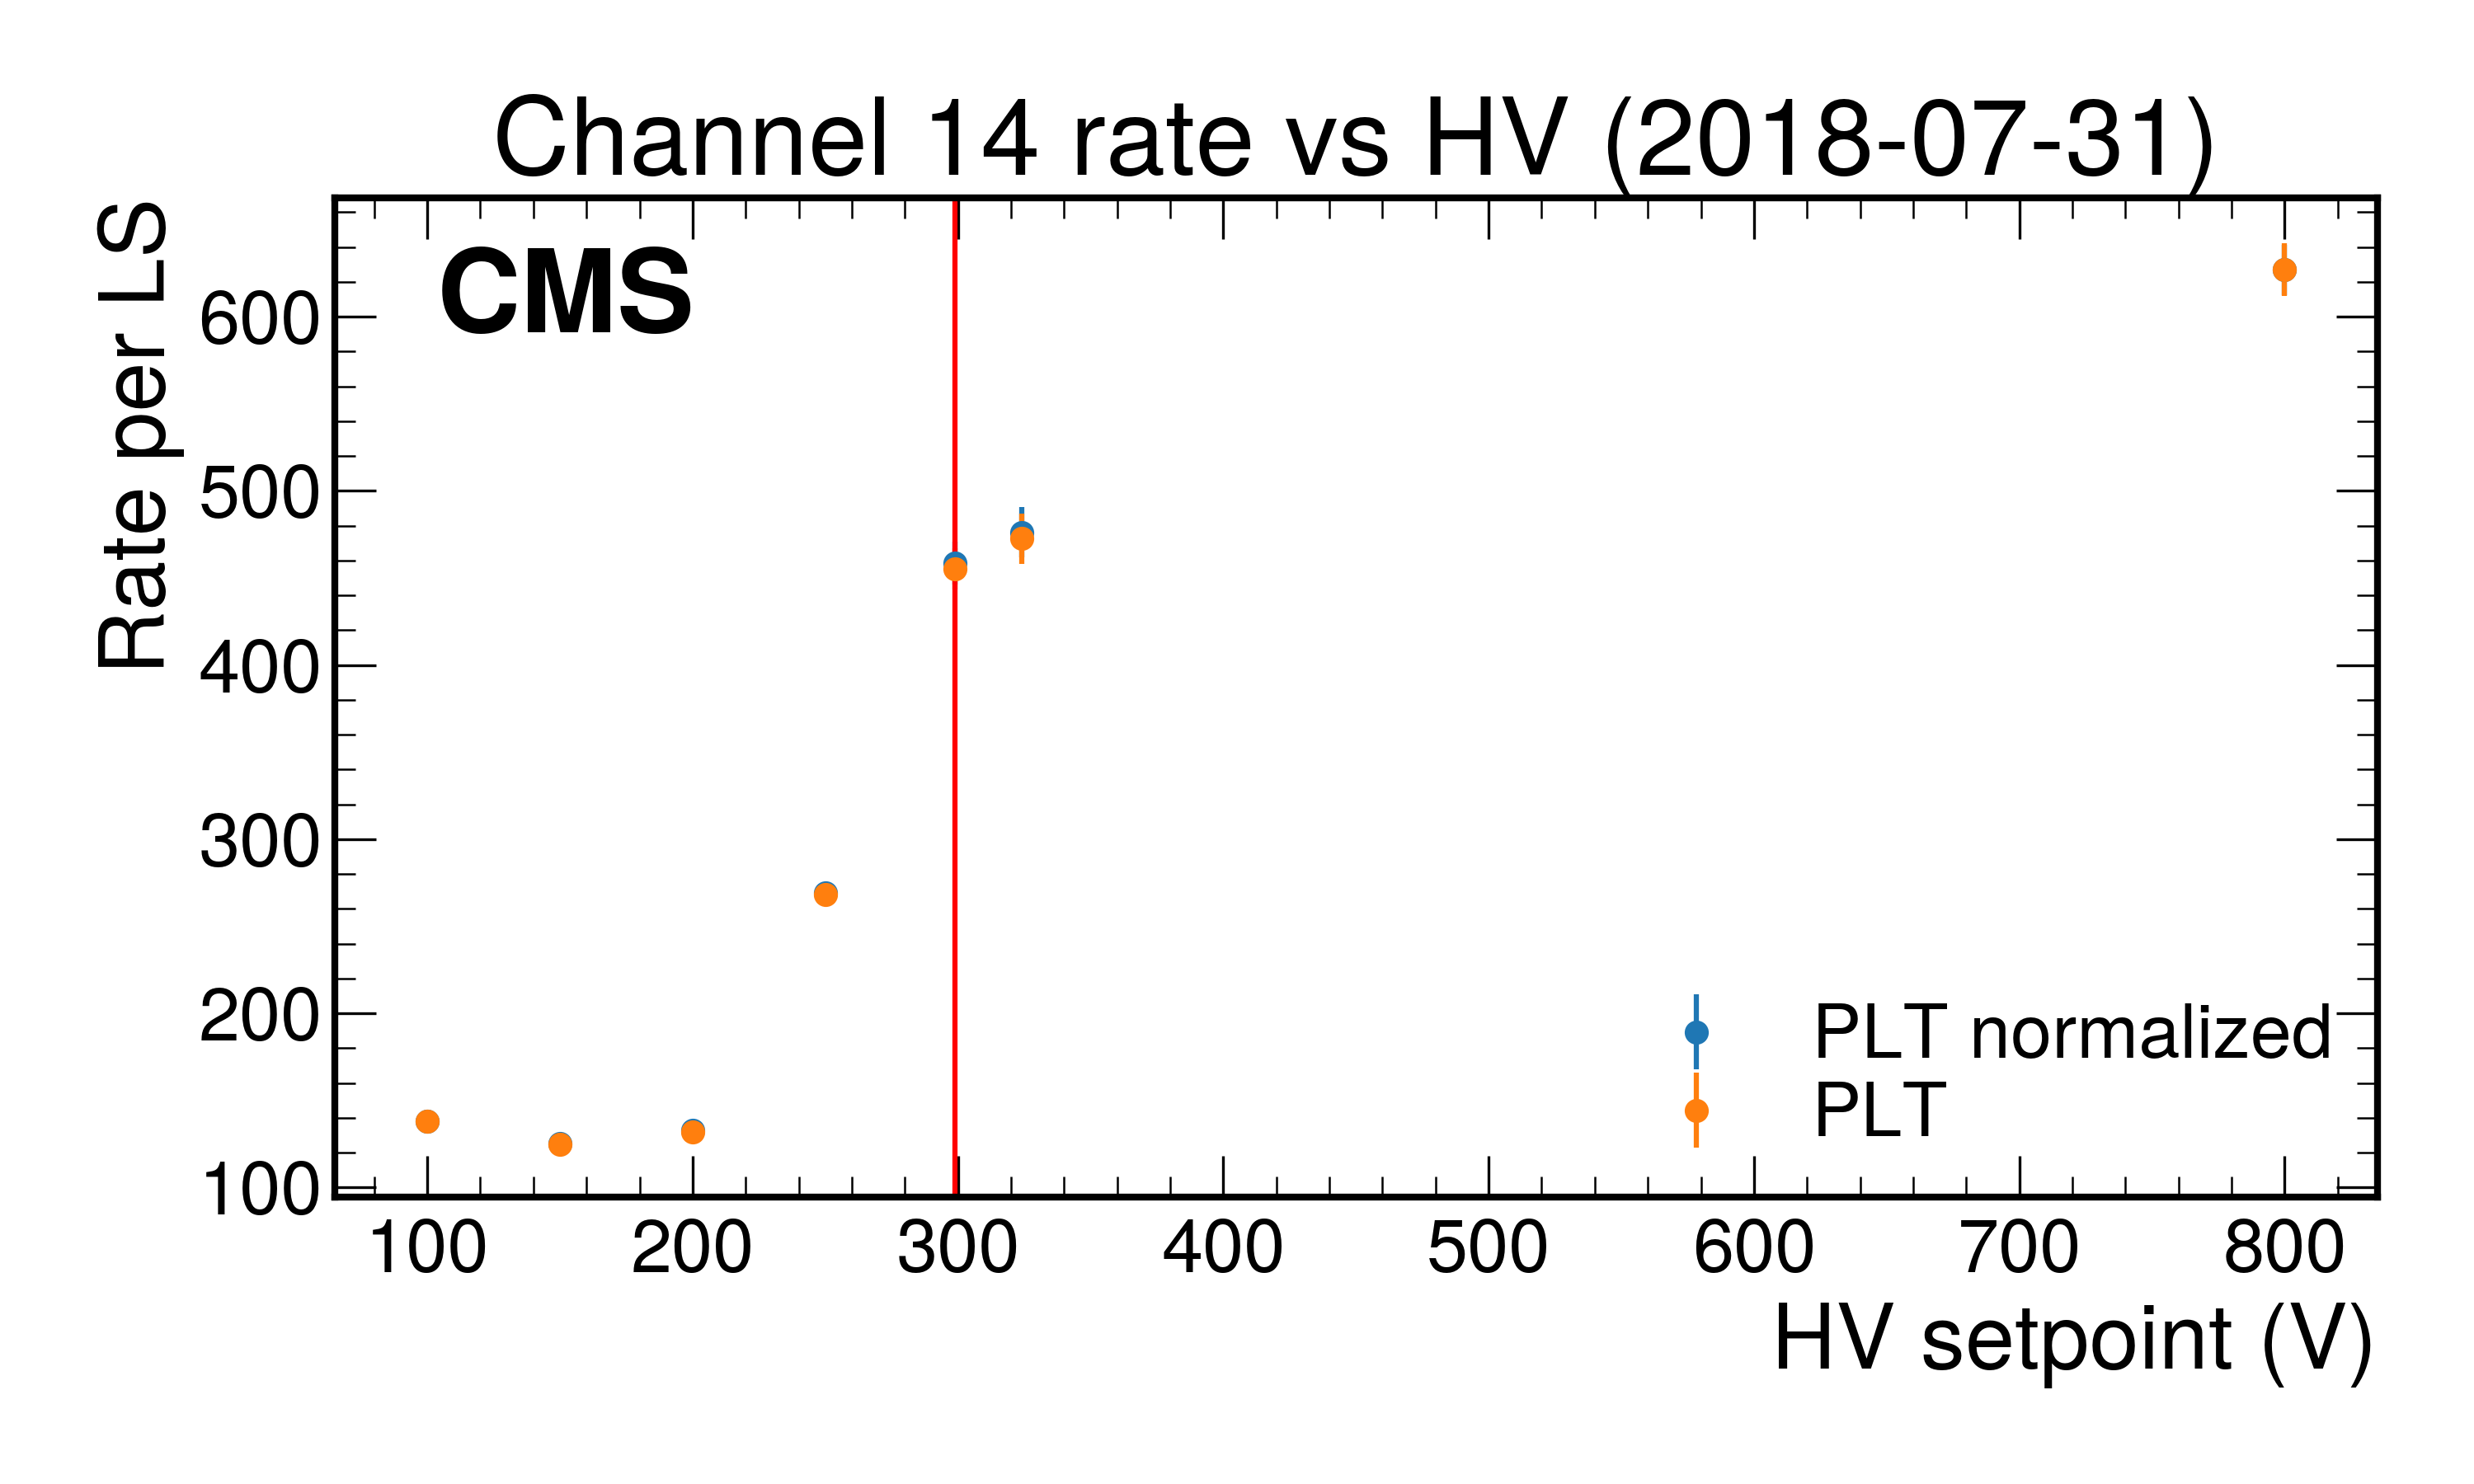 Channel 14 rate vs HV (2018-07-31)
CMS
Rate per LS
600
500
400
300
200
100
PLT normalized
PLT
100 200 300 400 500 600 700 800
HV setpoint (V)